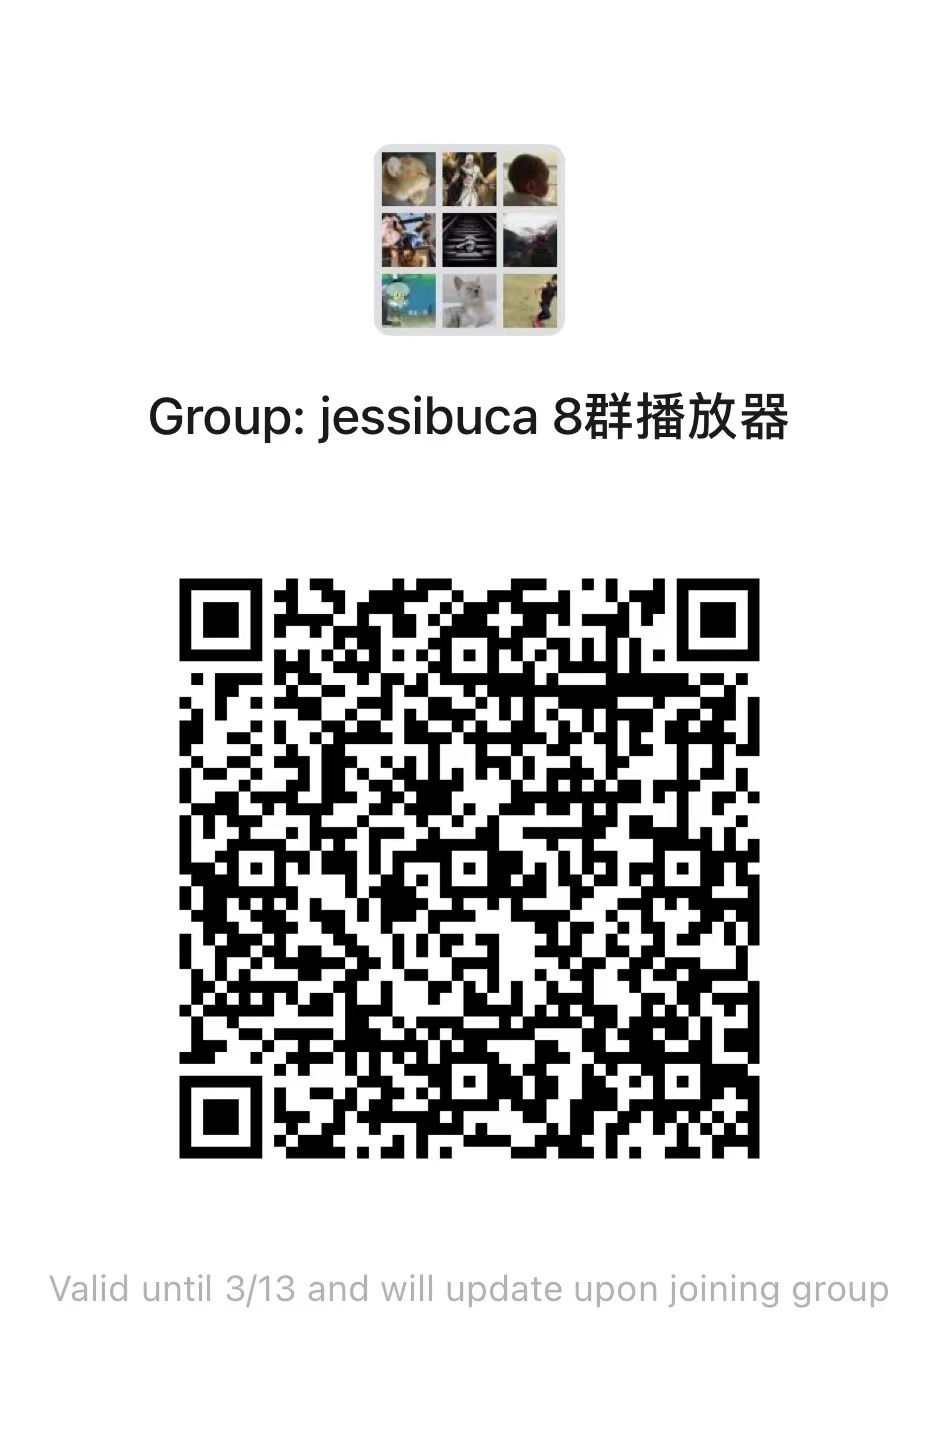 Group: jessibuca 8群播放器
Valid until 3/13 and will update upon joining group